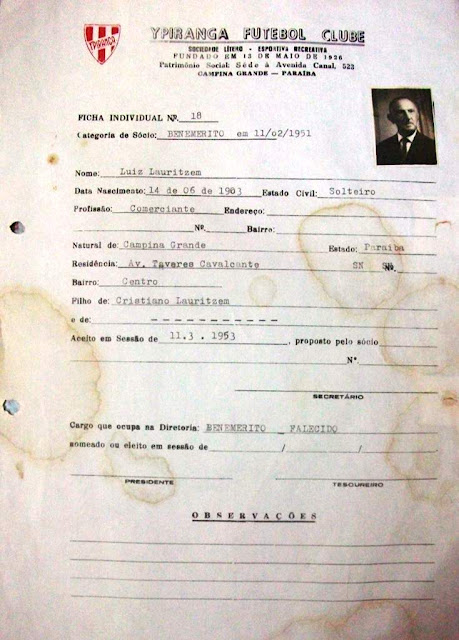 YPIRANGA
YPIRANGA FUTEBOL CLUBE
SOCIEDADE LÍTERO - ESPORTIVA RECREATIVA
FUNDADO EM 13 DE MAIO DE 1926
Patrimônio Social: Séde à Avenida Canal, 523
CAMPINA GRANDE — PARAÍBA
FICHA INDIVIDUAL Nº. 18
Categoria de Sócio: BENEMERITO em 11/02/1951
Nome: Luiz Lauritzem
Data Nascimento: 14 de 06 de 1903 Estado Civil: Solteiro
Profissão: Comerciante Endereço:
Nº. Bairro:
Natural de Campina Grande Estado: Paraiba
Residência: Av. Tavares Cavalcante SN Nº.
Bairro: Centro
Filho de: Cristiano Lauritzem
e de: - - - - - - - - - - -
Aceito em Sessão de 11.3.1953, proposto pelo sócio
Nº.
SECRETÁRIO
Cargo que ocupa na Diretoria: BENEMERITO _ FALECIDO
nomeado ou eleito em sessão de / /
PRESIDENTE TESOUREIRO
OBSERVAÇÕES